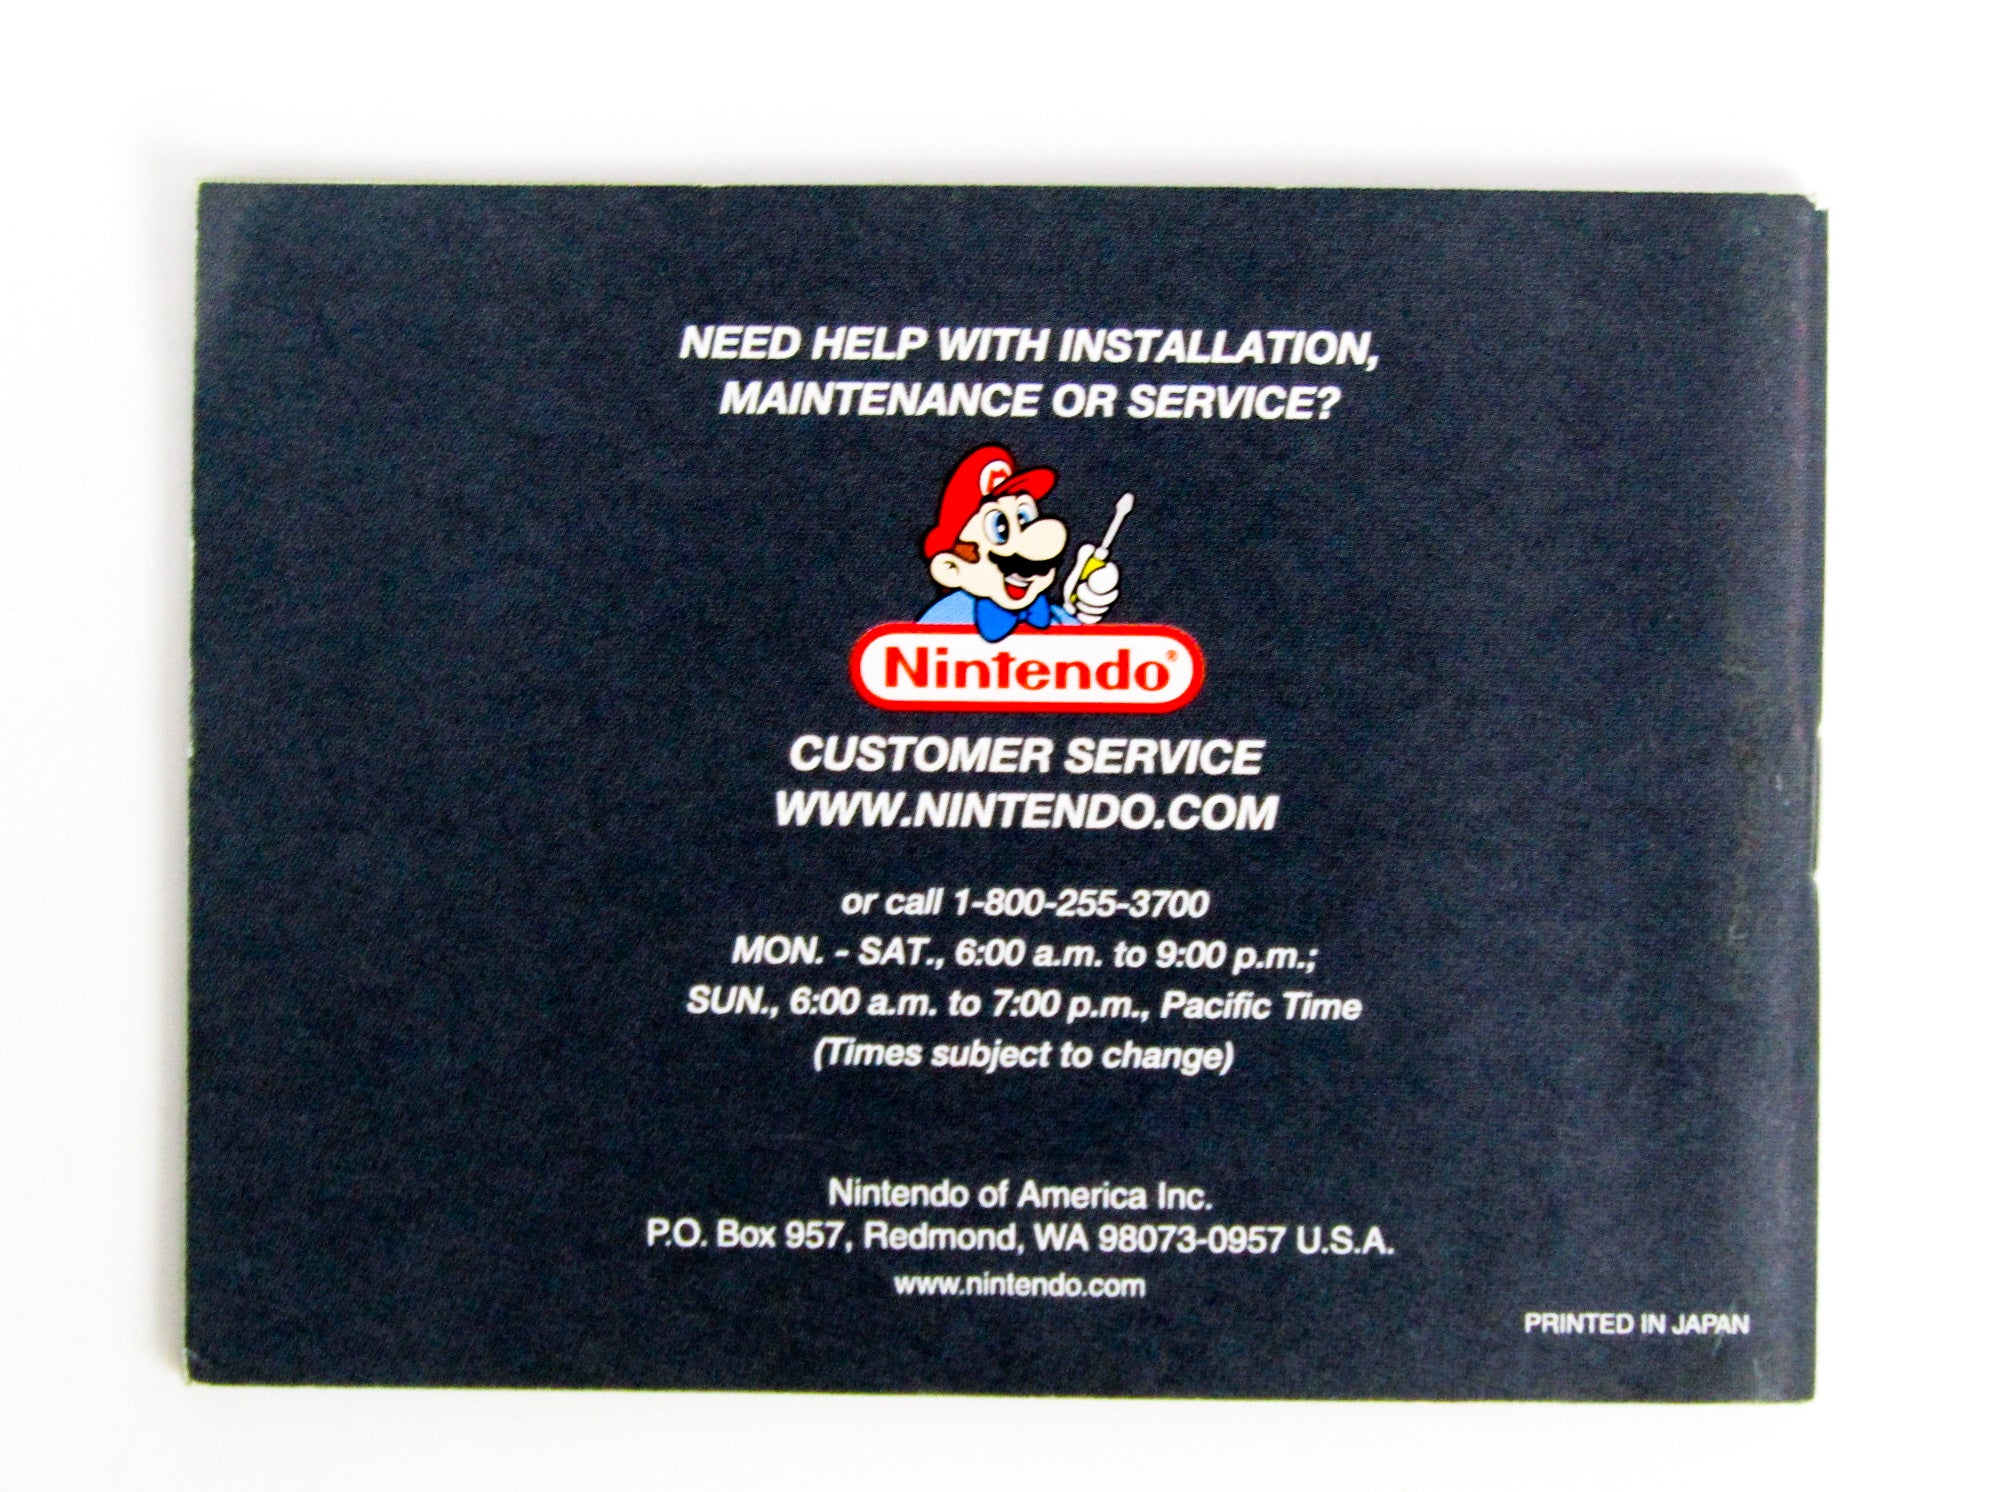 NEED HELP WITH INSTALLATION,
MAINTENANCE OR SERVICE?
M
Nintendo®
CUSTOMER SERVICE
WWW.NINTENDO.COM
or call 1-800-255-3700
MON. - SAT., 6:00 a.m. to 9:00 p.m.;
SUN., 6:00 a.m. to 7:00 p.m., Pacific Time
(Times subject to change)
Nintendo of America Inc.
P.O. Box 957, Redmond, WA 98073-0957 U.S.A.
www.nintendo.com
PRINTED IN JAPAN